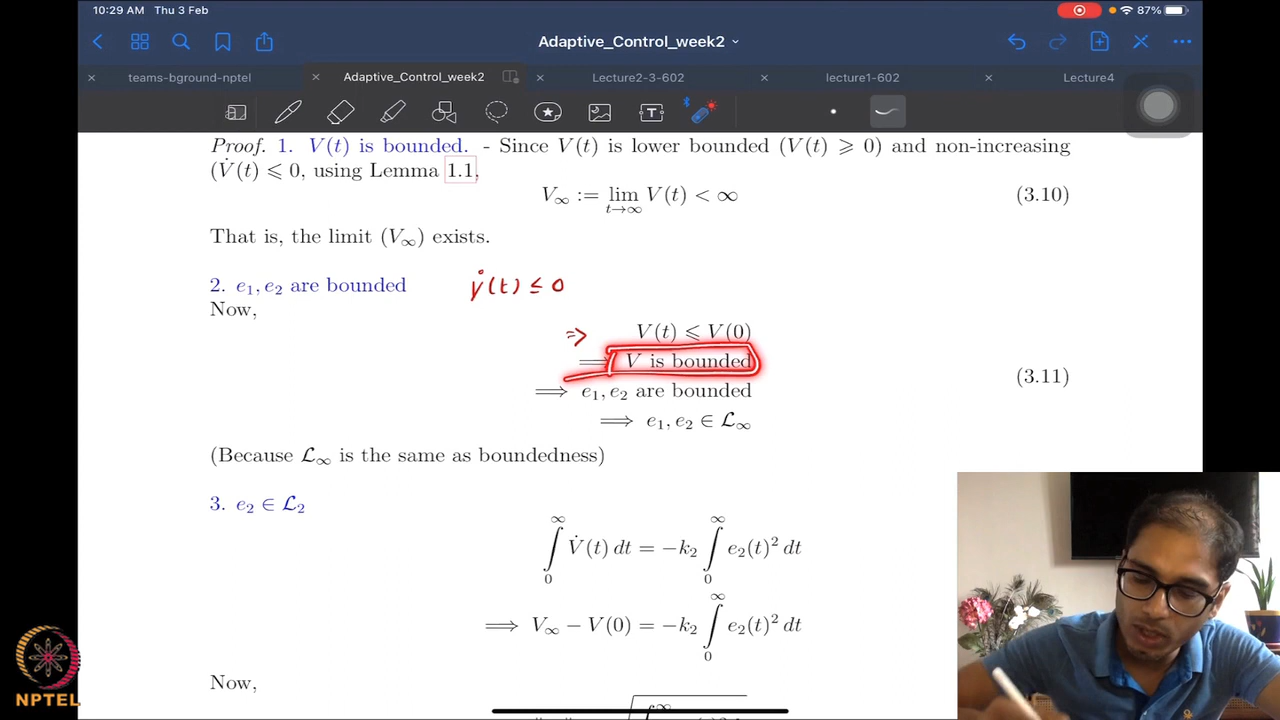 10:29 AM Thu 3 Feb
87%
Adaptive_Control_week2
teams-bground-nptel
Adaptive_Control_week2
Lecture2-3-602
lecture1-602
Lecture4
Proof. 1. V(t) is bounded. - Since V(t) is lower bounded (V(t) ⩾ 0) and non-increasing
(V̇(t) ⩽ 0, using Lemma 1.1,
V∞ := lim t→∞ V(t) < ∞ (3.10)
That is, the limit (V∞) exists.
2. e₁, e₂ are bounded V̇(t) ≤ 0
Now,
⇒ V(t) ⩽ V(0)
⟹ V is bounded
⟹ e₁, e₂ are bounded (3.11)
⟹ e₁, e₂ ∈ ℒ∞
(Because ℒ∞ is the same as boundedness)
3. e₂ ∈ ℒ₂
∫₀^∞ V̇(t) dt = −k₂ ∫₀^∞ e₂(t)² dt
⟹ V∞ − V(0) = −k₂ ∫₀^∞ e₂(t)² dt
Now,
NPTEL